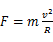 F = m v²/R